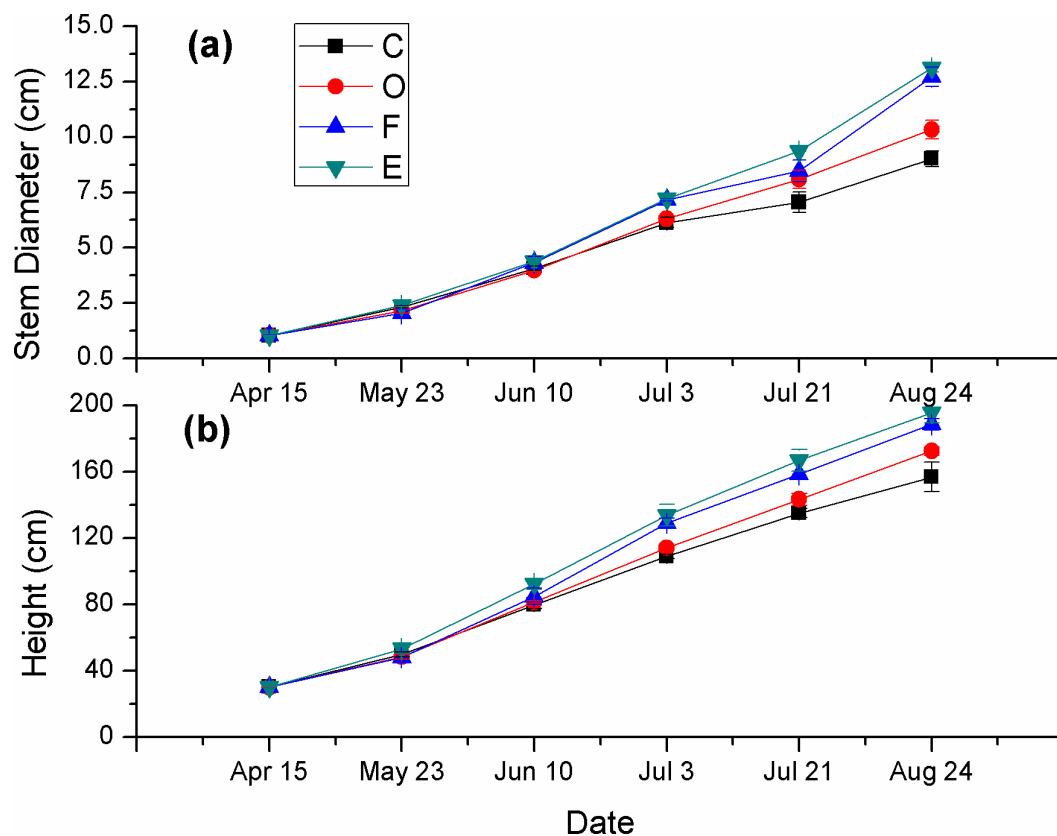 (a)
C
O
F
E
Stem Diameter (cm)
15.0
12.5
10.0
7.5
5.0
2.5
0.0
Apr 15 May 23 Jun 10 Jul 3 Jul 21 Aug 24
(b)
Height (cm)
200
160
120
80
40
0
Apr 15 May 23 Jun 10 Jul 3 Jul 21 Aug 24
Date